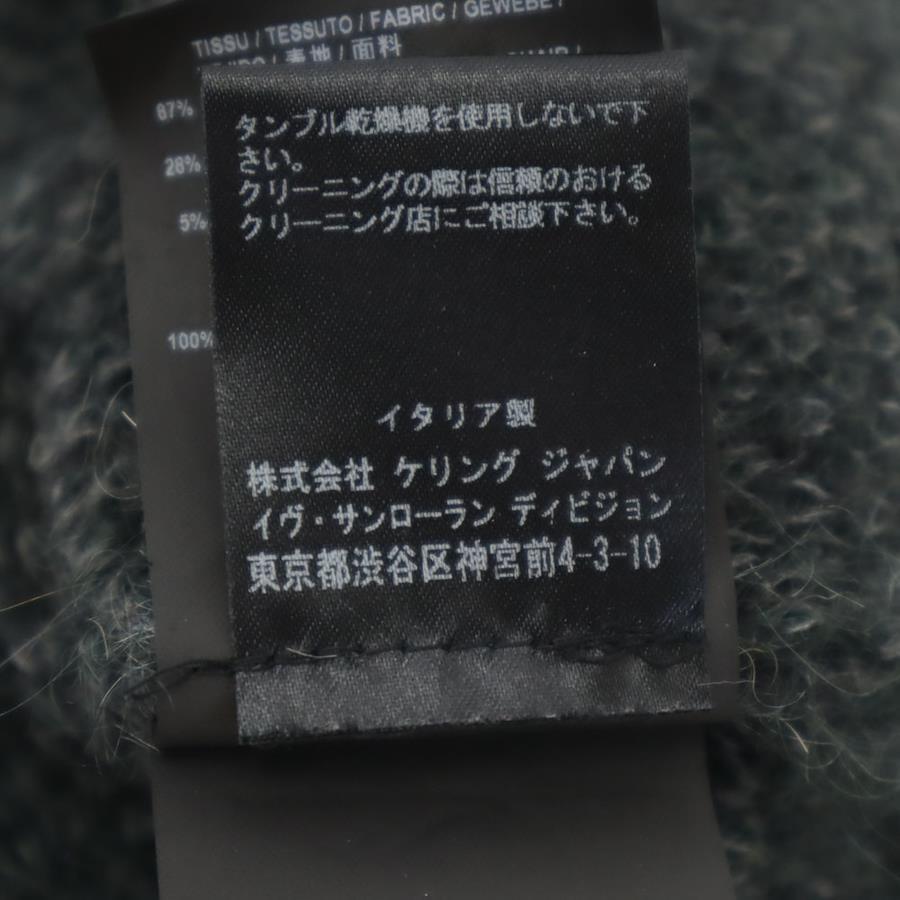 TISSU / TESSUTO / FABRIC / GEWEBE /
/ 表地 / 面料
67%
28%
5%
100%
タンブル乾燥機を使用しないで下
さい。
クリーニングの際は信頼のおける
クリーニング店にご相談下さい。
イタリア製
株式会社 ケリング ジャパン
イヴ・サンローラン ディビジョン
東京都渋谷区神宮前4-3-10